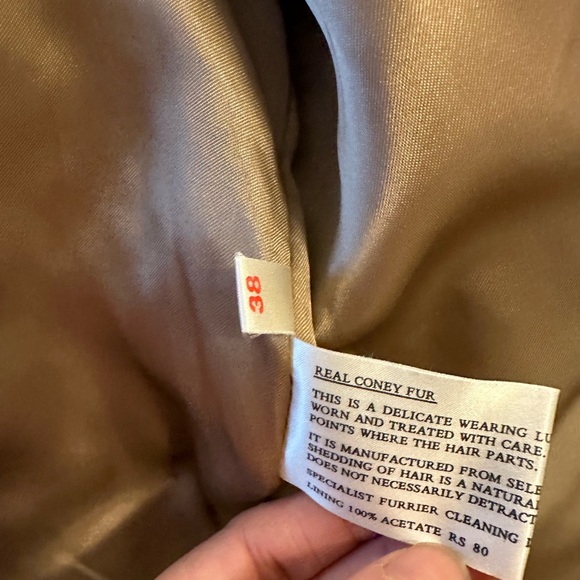 38
REAL CONEY FUR
THIS IS A DELICATE WEARING
WORN AND TREATED WITH CARE.
POINTS WHERE THE HAIR PARTS.
IT IS MANUFACTURED FROM
SHEDDING OF HAIR IS A NATURAL
DOES NOT NECESSARILY DETRACT
SPECIALIST FURRIER CLEANING
LINING 100% ACETATE RS 80